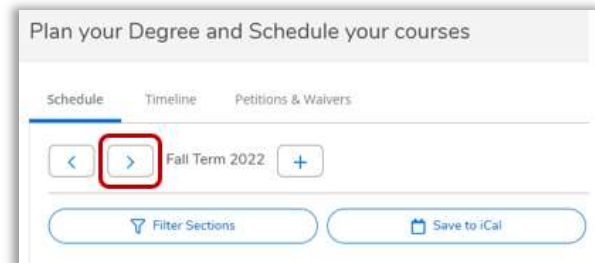 Plan your Degree and Schedule your courses
Schedule Timeline Petitions & Waivers
< > Fall Term 2022 +
Filter Sections Save to iCal